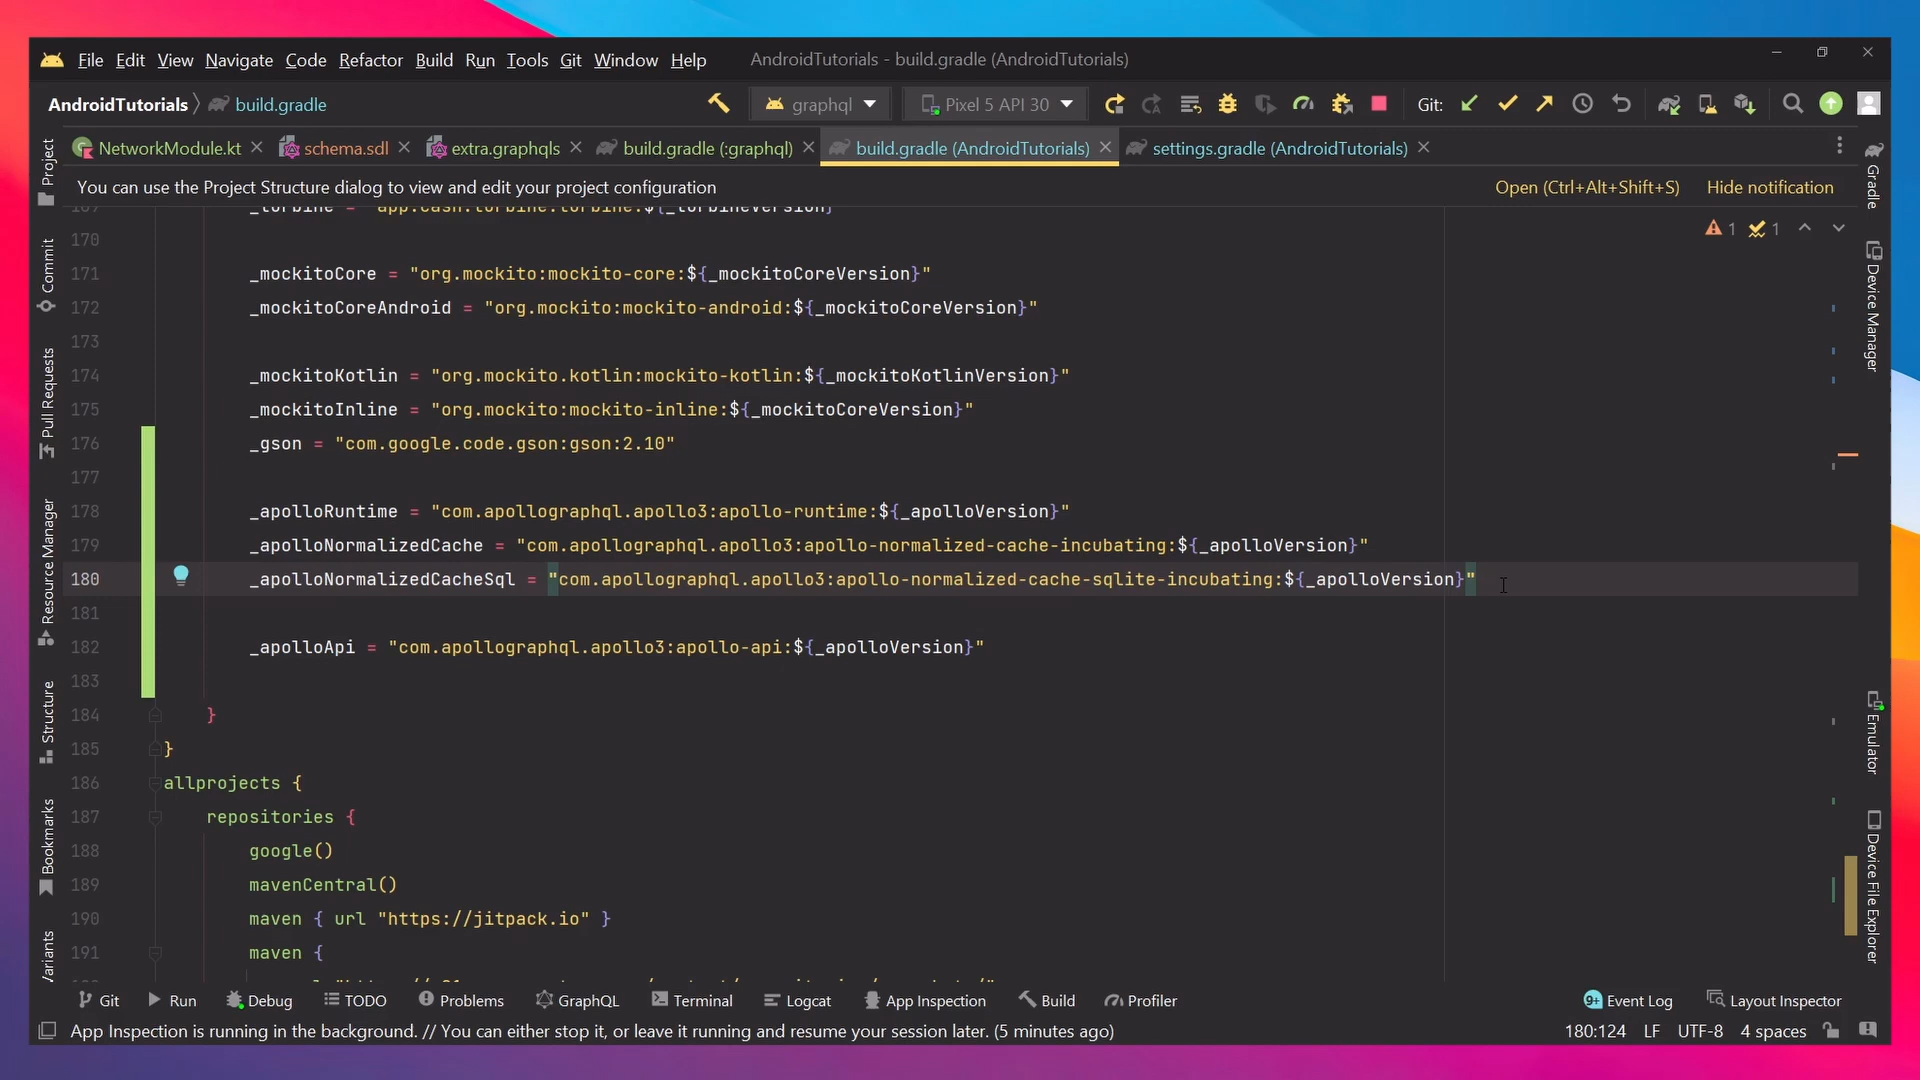 File Edit View Navigate Code Refactor Build Run Tools Git Window Help AndroidTutorials - build.gradle (AndroidTutorials)
AndroidTutorials build.gradle graphql Pixel 5 API 30 Git:
NetworkModule.kt schema.sdl extra.graphqls build.gradle (:graphql) build.gradle (AndroidTutorials) settings.gradle (AndroidTutorials)
You can use the Project Structure dialog to view and edit your project configuration Open (Ctrl+Alt+Shift+S) Hide notification
1 1
170
171 _mockitoCore = "org.mockito:mockito-core:${_mockitoCoreVersion}"
172 _mockitoCoreAndroid = "org.mockito:mockito-android:${_mockitoCoreVersion}"
173
174 _mockitoKotlin = "org.mockito.kotlin:mockito-kotlin:${_mockitoKotlinVersion}"
175 _mockitoInline = "org.mockito:mockito-inline:${_mockitoCoreVersion}"
176 _gson = "com.google.code.gson:gson:2.10"
177
178 _apolloRuntime = "com.apollographql.apollo3:apollo-runtime:${_apolloVersion}"
179 _apolloNormalizedCache = "com.apollographql.apollo3:apollo-normalized-cache-incubating:${_apolloVersion}"
180 _apolloNormalizedCacheSql = "com.apollographql.apollo3:apollo-normalized-cache-sqlite-incubating:${_apolloVersion}"
181
182 _apolloApi = "com.apollographql.apollo3:apollo-api:${_apolloVersion}"
183
184 }
185 }
186 allprojects {
187 repositories {
188 google()
189 mavenCentral()
190 maven { url "https://jitpack.io" }
191 maven {
Project
Commit
Pull Requests
Resource Manager
Structure
Bookmarks
Gradle
Device Manager
Emulator
Device File Explorer
Git Run Debug TODO Problems GraphQL Terminal Logcat App Inspection Build Profiler 9+ Event Log Layout Inspector
App Inspection is running in the background. // You can either stop it, or leave it running and resume your session later. (5 minutes ago) 180:124 LF UTF-8 4 spaces